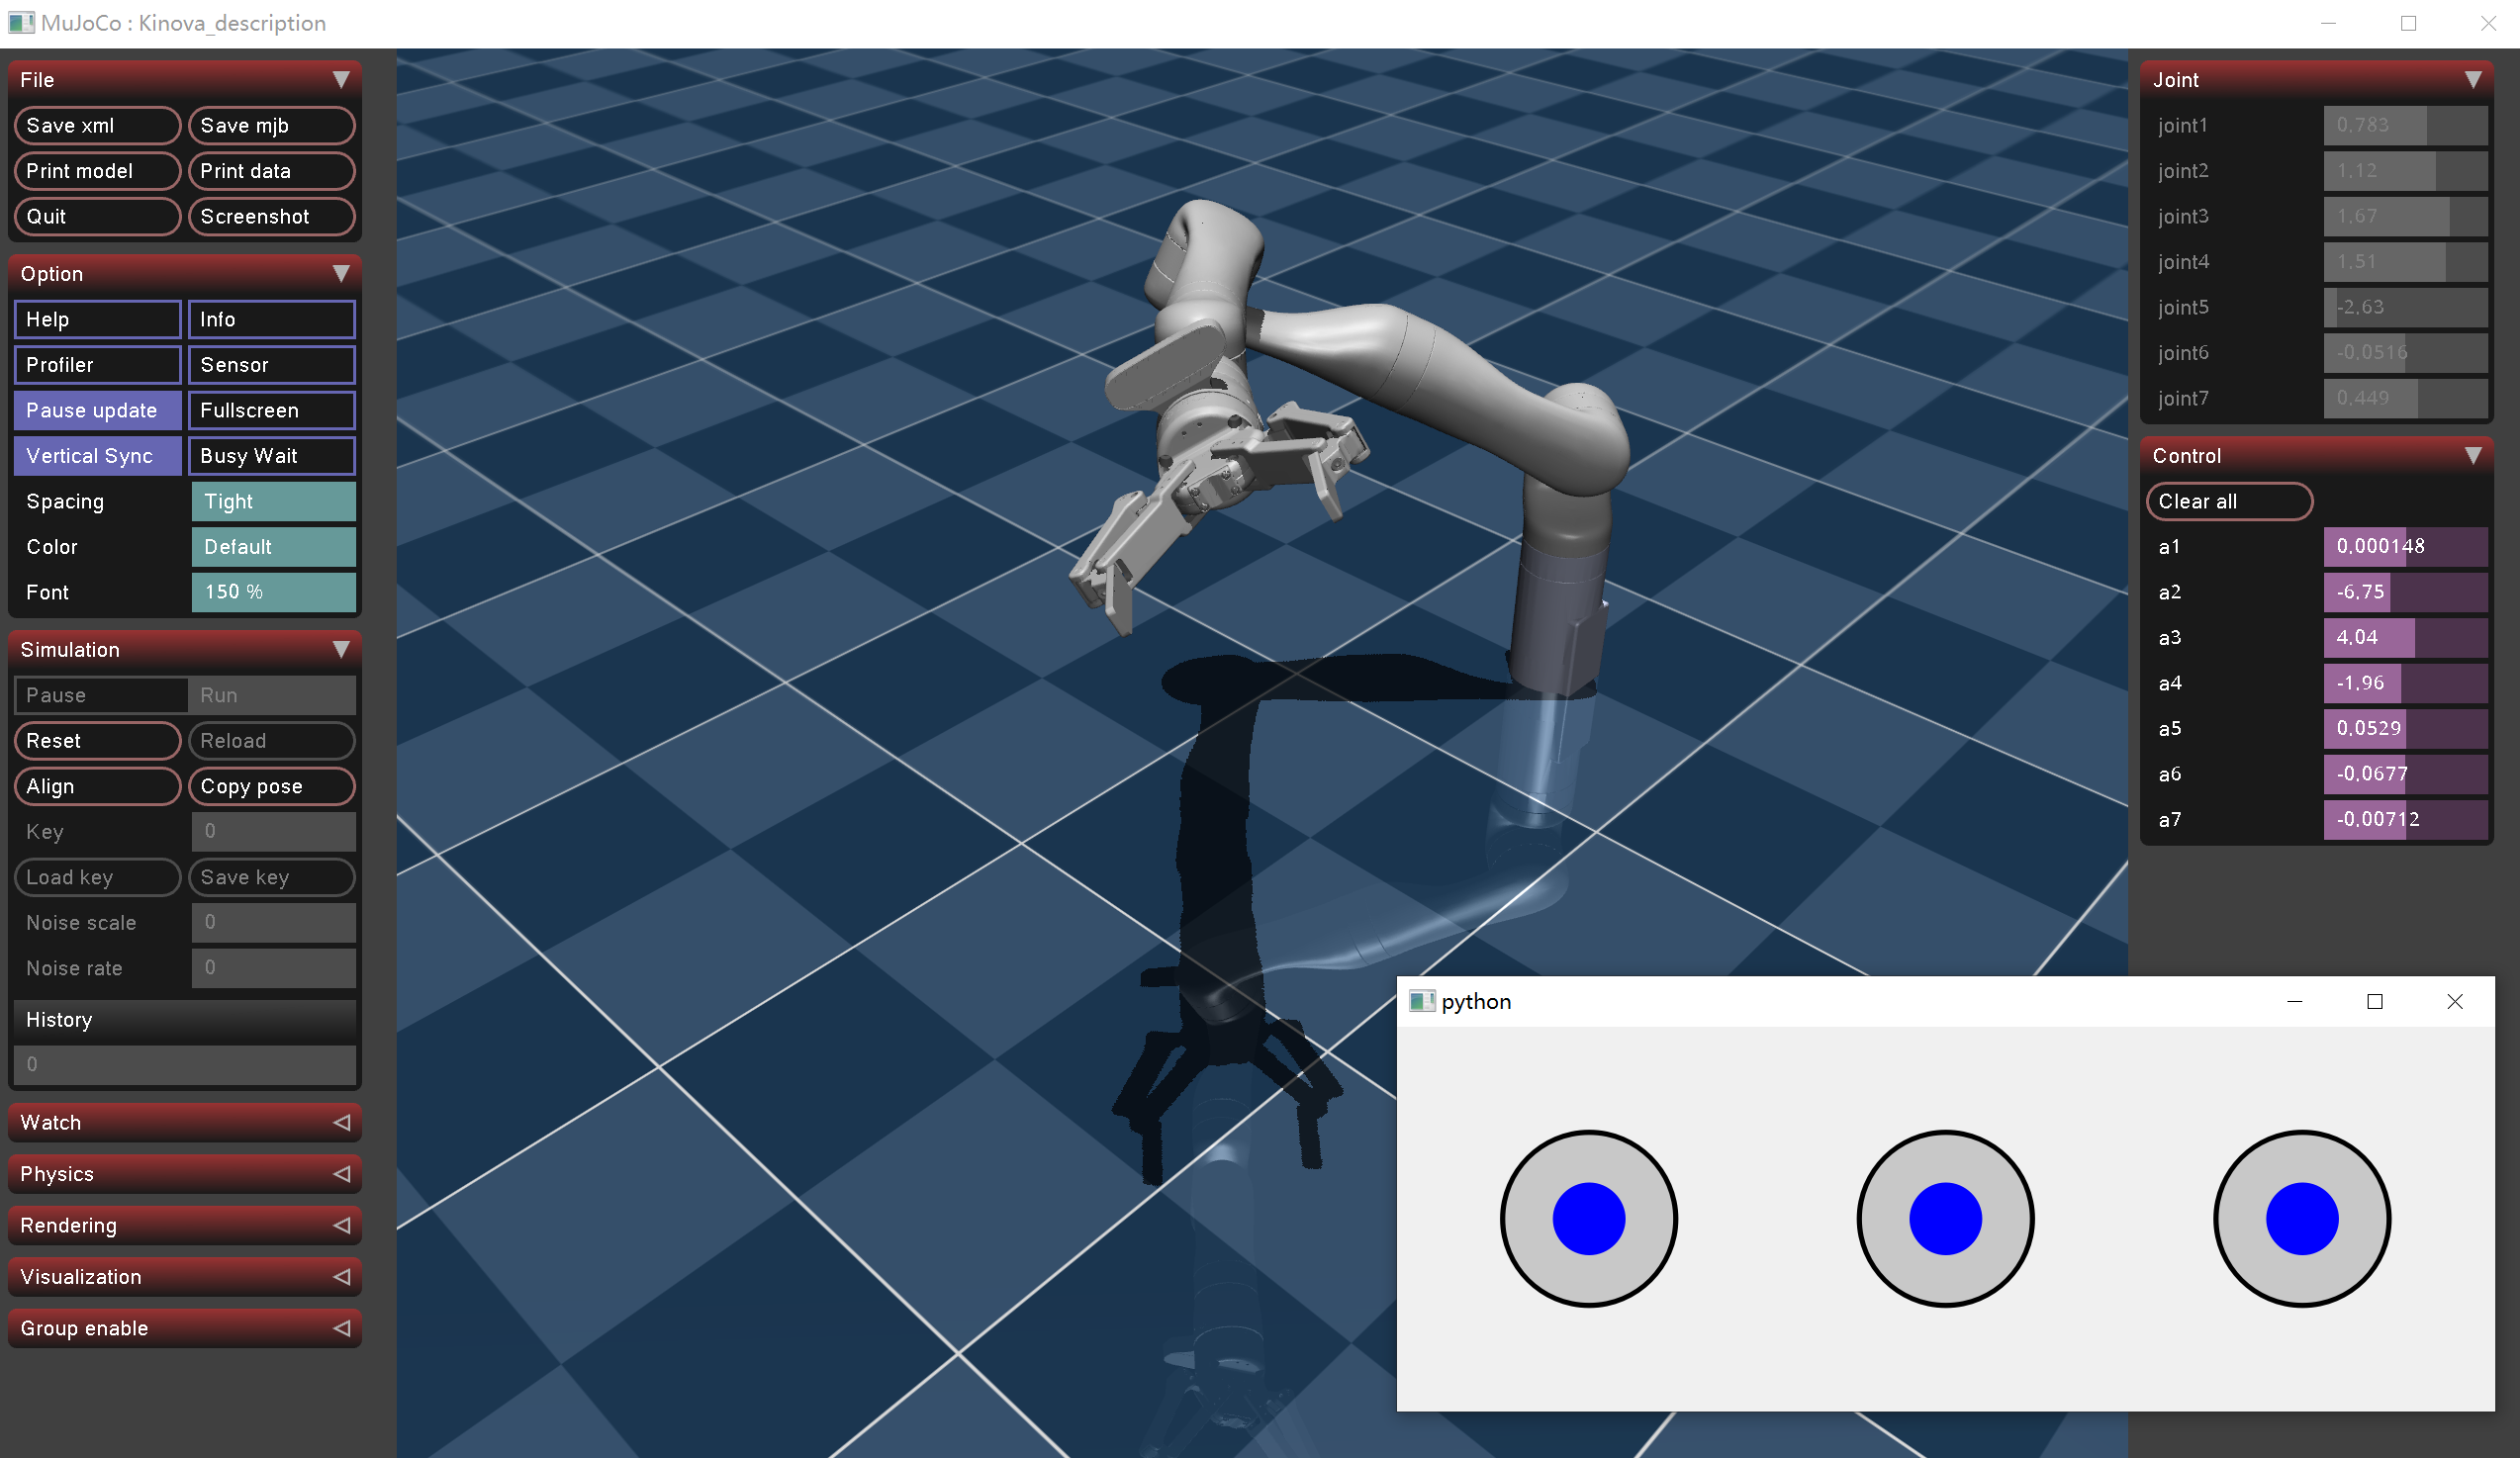 MuJoCo : Kinova_description
File
Save xml Save mjb
Print model Print data
Quit Screenshot
Option
Help Info
Profiler Sensor
Pause update Fullscreen
Vertical Sync Busy Wait
Spacing Tight
Color Default
Font 150 %
Simulation
Pause Run
Reset Reload
Align Copy pose
Key 0
Load key Save key
Noise scale 0
Noise rate 0
History
0
Watch
Physics
Rendering
Visualization
Group enable
Joint
joint1 0.783
joint2 1.12
joint3 1.67
joint4 1.51
joint5 -2.63
joint6 -0.0516
joint7 0.449
Control
Clear all
a1 0.000148
a2 -6.75
a3 4.04
a4 -1.96
a5 0.0529
a6 -0.0677
a7 -0.00712
python